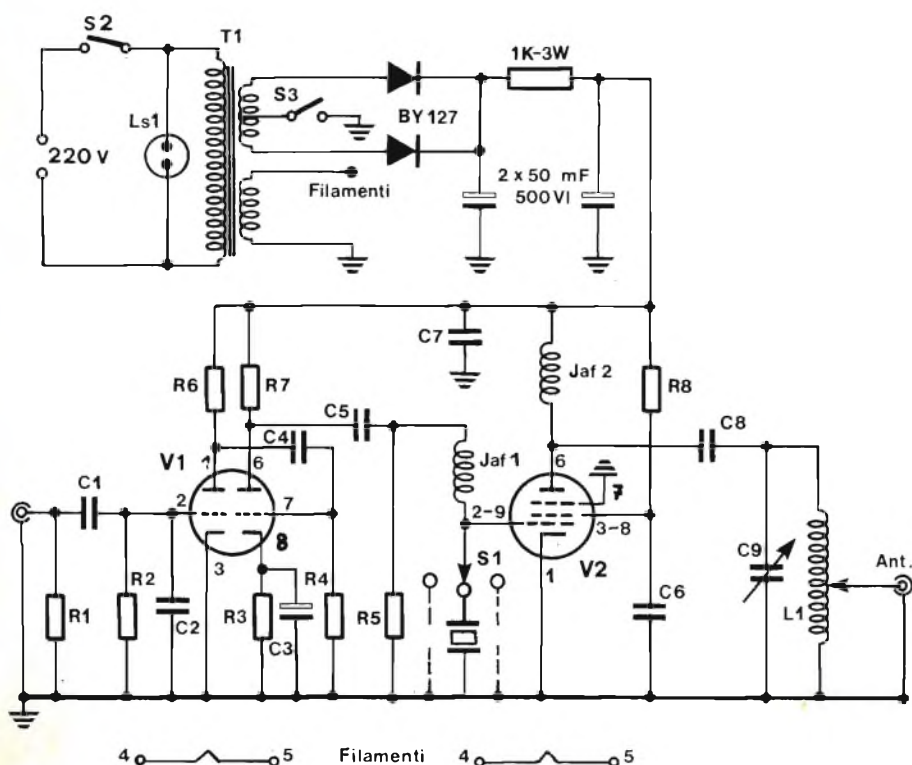 S2
T1
1K-3W
S3
Ls1
BY 127
220 V
2 x 50 mF
500 Vl
Filamenti
C7
Jaf 2
R6
R7
R8
C5
C4
C8
V1
1
6
Jaf 1
6
7
C1
2
7
2-9
3-8
3
8
S1
1
V2
C9
Ant.
R1
R2
C2
R3
C3
R4
R5
C6
L1
4
5
Filamenti
4
5